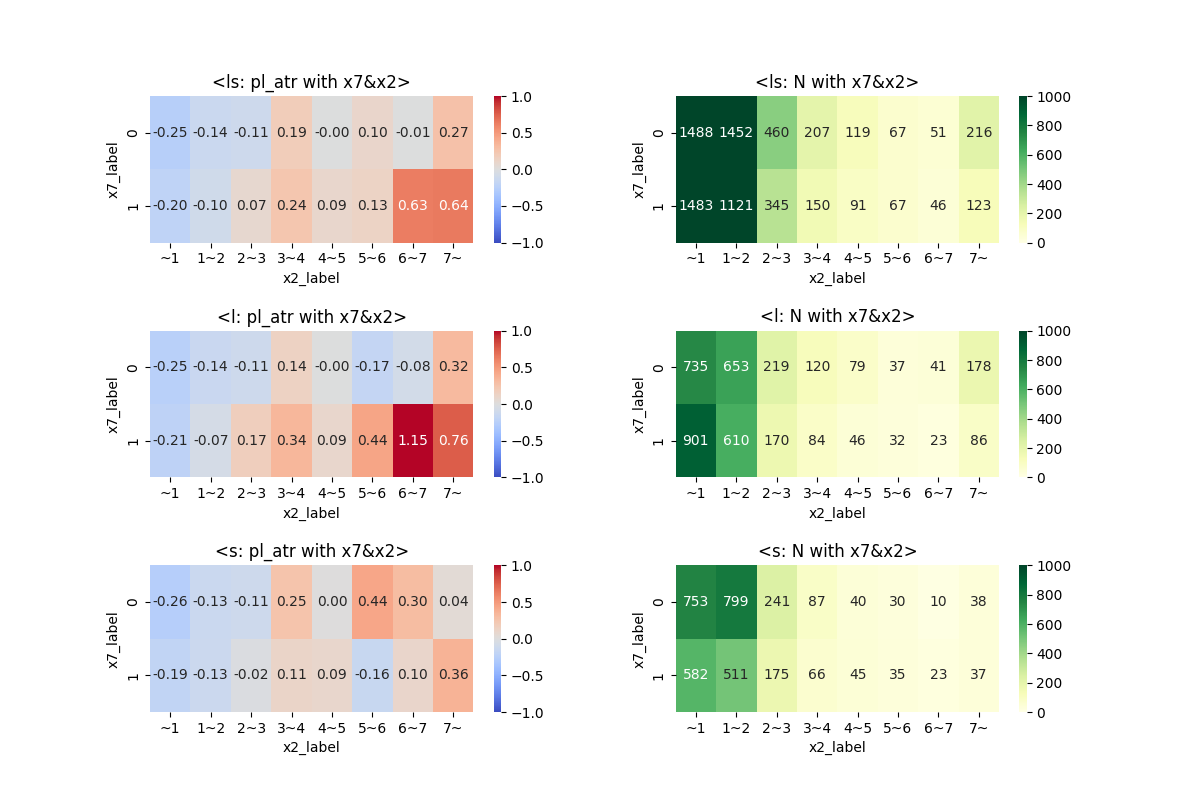 <ls: pl_atr with x7&x2>
x7_label
0 -0.25 -0.14 -0.11 0.19 -0.00 0.10 -0.01 0.27
1 -0.20 -0.10 0.07 0.24 0.09 0.13 0.63 0.64
~1 1~2 2~3 3~4 4~5 5~6 6~7 7~
x2_label
1.0
0.5
0.0
−0.5
−1.0
<ls: N with x7&x2>
x7_label
0 1488 1452 460 207 119 67 51 216
1 1483 1121 345 150 91 67 46 123
~1 1~2 2~3 3~4 4~5 5~6 6~7 7~
x2_label
1000
800
600
400
200
0
<l: pl_atr with x7&x2>
x7_label
0 -0.25 -0.14 -0.11 0.14 -0.00 -0.17 -0.08 0.32
1 -0.21 -0.07 0.17 0.34 0.09 0.44 1.15 0.76
~1 1~2 2~3 3~4 4~5 5~6 6~7 7~
x2_label
1.0
0.5
0.0
−0.5
−1.0
<l: N with x7&x2>
x7_label
0 735 653 219 120 79 37 41 178
1 901 610 170 84 46 32 23 86
~1 1~2 2~3 3~4 4~5 5~6 6~7 7~
x2_label
1000
800
600
400
200
0
<s: pl_atr with x7&x2>
x7_label
0 -0.26 -0.13 -0.11 0.25 0.00 0.44 0.30 0.04
1 -0.19 -0.13 -0.02 0.11 0.09 -0.16 0.10 0.36
~1 1~2 2~3 3~4 4~5 5~6 6~7 7~
x2_label
1.0
0.5
0.0
−0.5
−1.0
<s: N with x7&x2>
x7_label
0 753 799 241 87 40 30 10 38
1 582 511 175 66 45 35 23 37
~1 1~2 2~3 3~4 4~5 5~6 6~7 7~
x2_label
1000
800
600
400
200
0